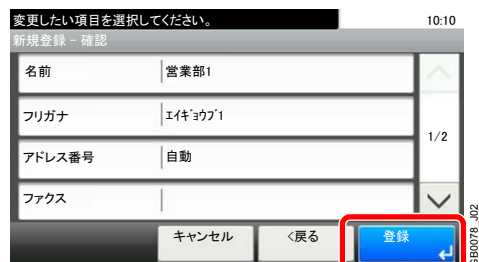 変更したい項目を選択してください。 10:10
新規登録 - 確認
名前 営業部1
フリガナ ｴｲｷﾞｮｳﾌﾞ1
アドレス番号 自動
1/2
ファクス
キャンセル <戻る 登録
GB0078_J02